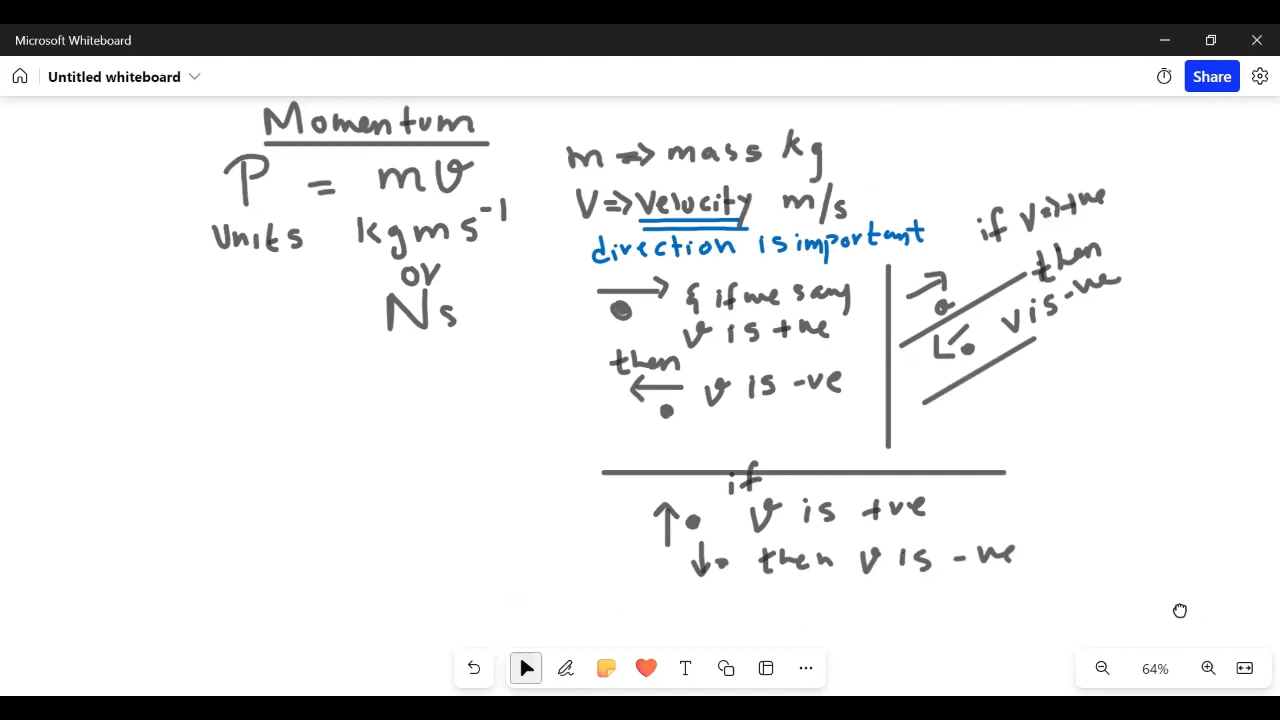 Microsoft Whiteboard
Untitled whiteboard
Share
Momentum
P = mv
Units kgms⁻¹
or
Ns
m => mass kg
V => Velocity m/s
direction is important
& if we say
v is +ve
then
v is -ve
if v => +ve
then
v is -ve
if
v is +ve
then v is -ve
T
64%